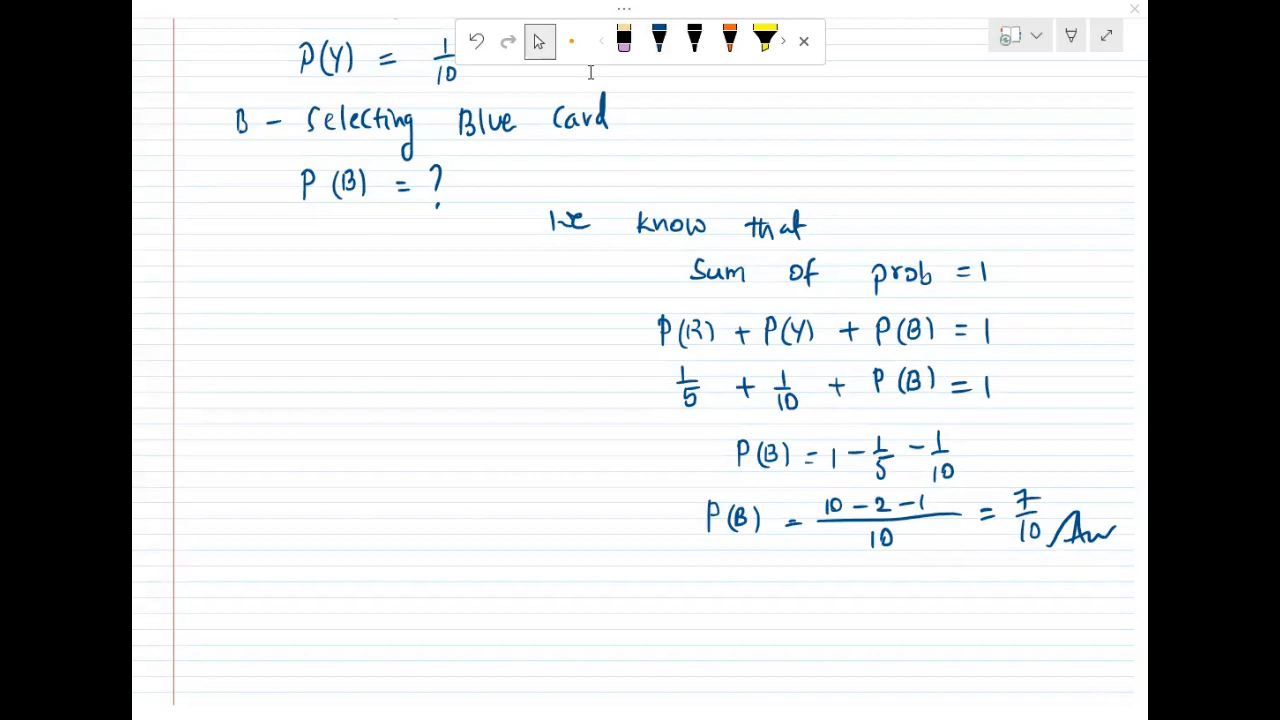 P(Y) = 1/10
B - Selecting Blue Card
P(B) = ?
We know that
Sum of prob = 1
P(R) + P(Y) + P(B) = 1
1/5 + 1/10 + P(B) = 1
P(B) = 1 - 1/5 - 1/10
P(B) = (10 - 2 - 1)/10 = 7/10